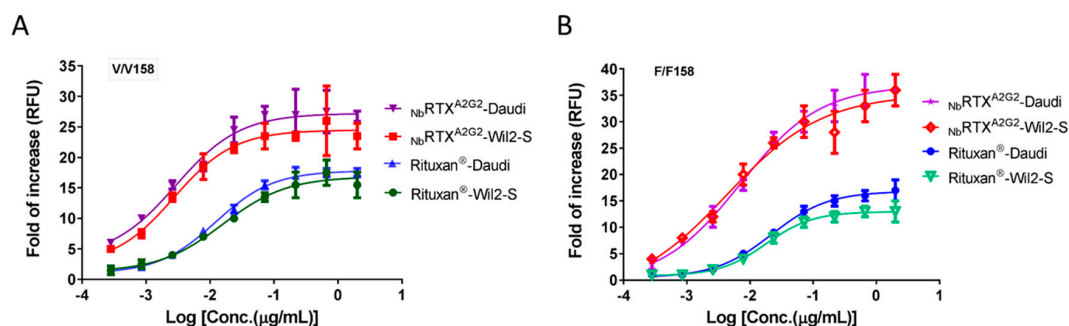 A
V/V158
Fold of increase (RFU)
35
30
25
20
15
10
5
0
-4
-3
-2
-1
0
1
Log [Conc.(μg/mL)]
NbRTXA2G2-Daudi
NbRTXA2G2-Wil2-S
Rituxan®-Daudi
Rituxan®-Wil2-S
B
F/F158
Fold of increase (RFU)
40
35
30
25
20
15
10
5
0
-4
-3
-2
-1
0
1
Log [Conc.(μg/mL)]
NbRTXA2G2-Daudi
NbRTXA2G2-Wil2-S
Rituxan®-Daudi
Rituxan®-Wil2-S